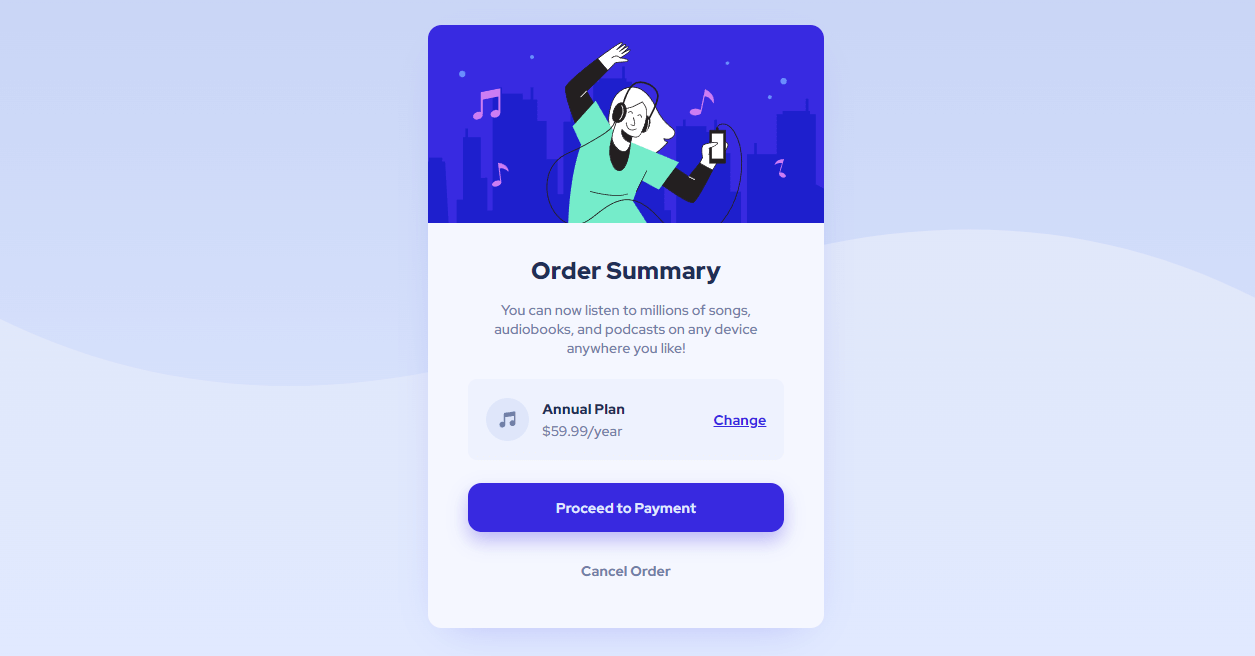 Order Summary
You can now listen to millions of songs,
audiobooks, and podcasts on any device
anywhere you like!
Annual Plan
$59.99/year
Change
Proceed to Payment
Cancel Order